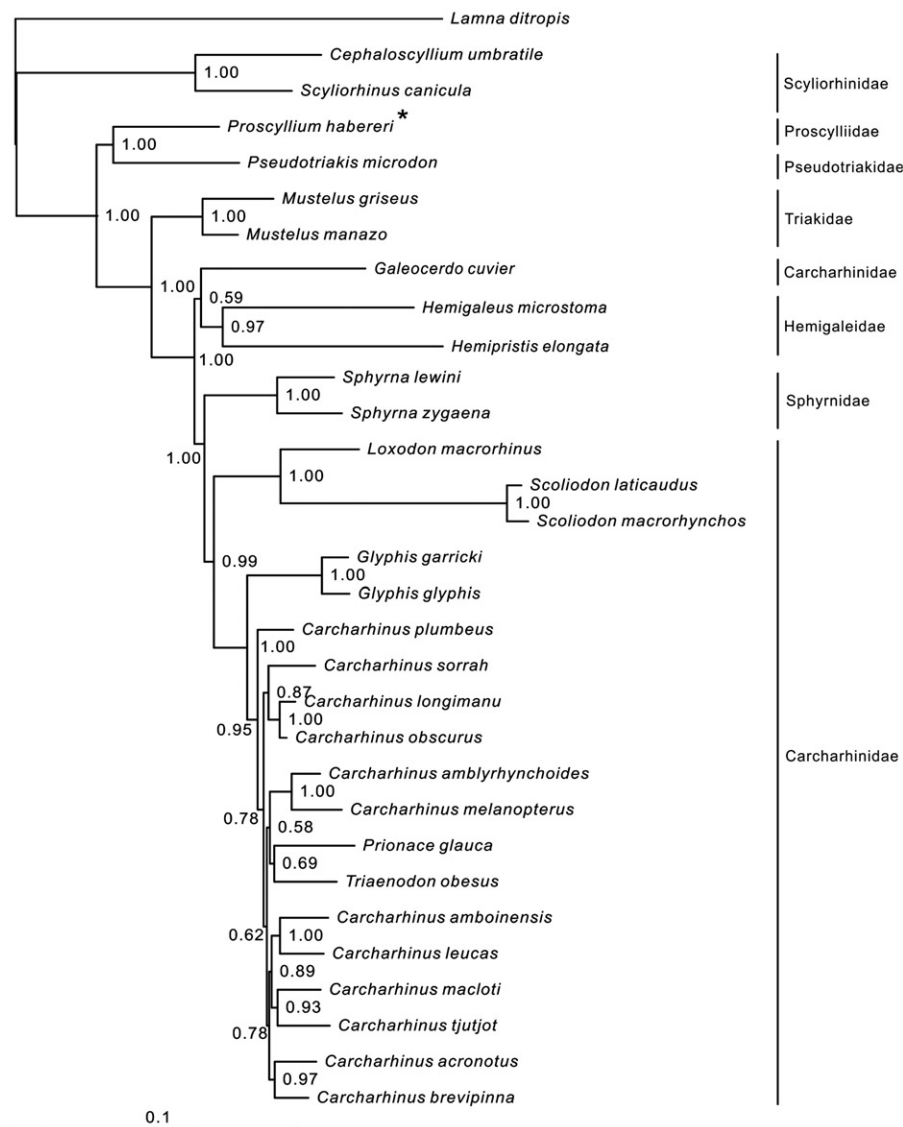 Lamna ditropis
Cephaloscyllium umbratile
1.00
Scyliorhinidae
Scyliorhinus canicula
Proscyllium habereri*
Proscylliidae
1.00
Pseudotriakis microdon
Pseudotriakidae
Mustelus griseus
1.00
1.00
Triakidae
Mustelus manazo
Galeocerdo cuvier
Carcharhinidae
1.00
0.59
Hemigaleus microstoma
0.97
Hemigaleidae
Hemipristis elongata
1.00
Sphyrna lewini
1.00
Sphyrnidae
Sphyrna zygaena
1.00
Loxodon macrorhinus
1.00
Scoliodon laticaudus
1.00
Scoliodon macrorhynchos
0.99
Glyphis garricki
1.00
Glyphis glyphis
Carcharhinus plumbeus
1.00
Carcharhinus sorrah
0.87
Carcharhinus longimanu
1.00
0.95
Carcharhinus obscurus
Carcharhinidae
Carcharhinus amblyrhynchoides
1.00
Carcharhinus melanopterus
0.78
0.58
Prionace glauca
0.69
Triaenodon obesus
Carcharhinus amboinensis
0.62
1.00
Carcharhinus leucas
0.89
Carcharhinus macloti
0.93
Carcharhinus tjutjot
0.78
Carcharhinus acronotus
0.97
Carcharhinus brevipinna
0.1